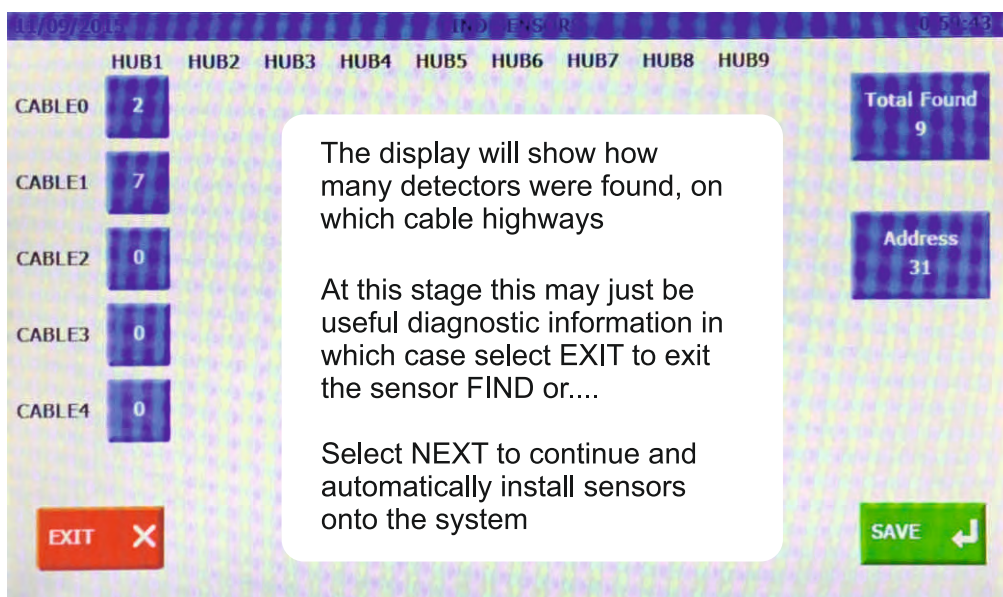 11/09/2015
HUB1 HUB2 HUB3 HUB4 HUB5 HUB6 HUB7 HUB8 HUB9
CABLE0 2
CABLE1 7
CABLE2 0
CABLE3 0
CABLE4 0
Total Found
9
Address
31
The display will show how
many detectors were found, on
which cable highways
At this stage this may just be
useful diagnostic information in
which case select EXIT to exit
the sensor FIND or....
Select NEXT to continue and
automatically install sensors
onto the system
EXIT
SAVE